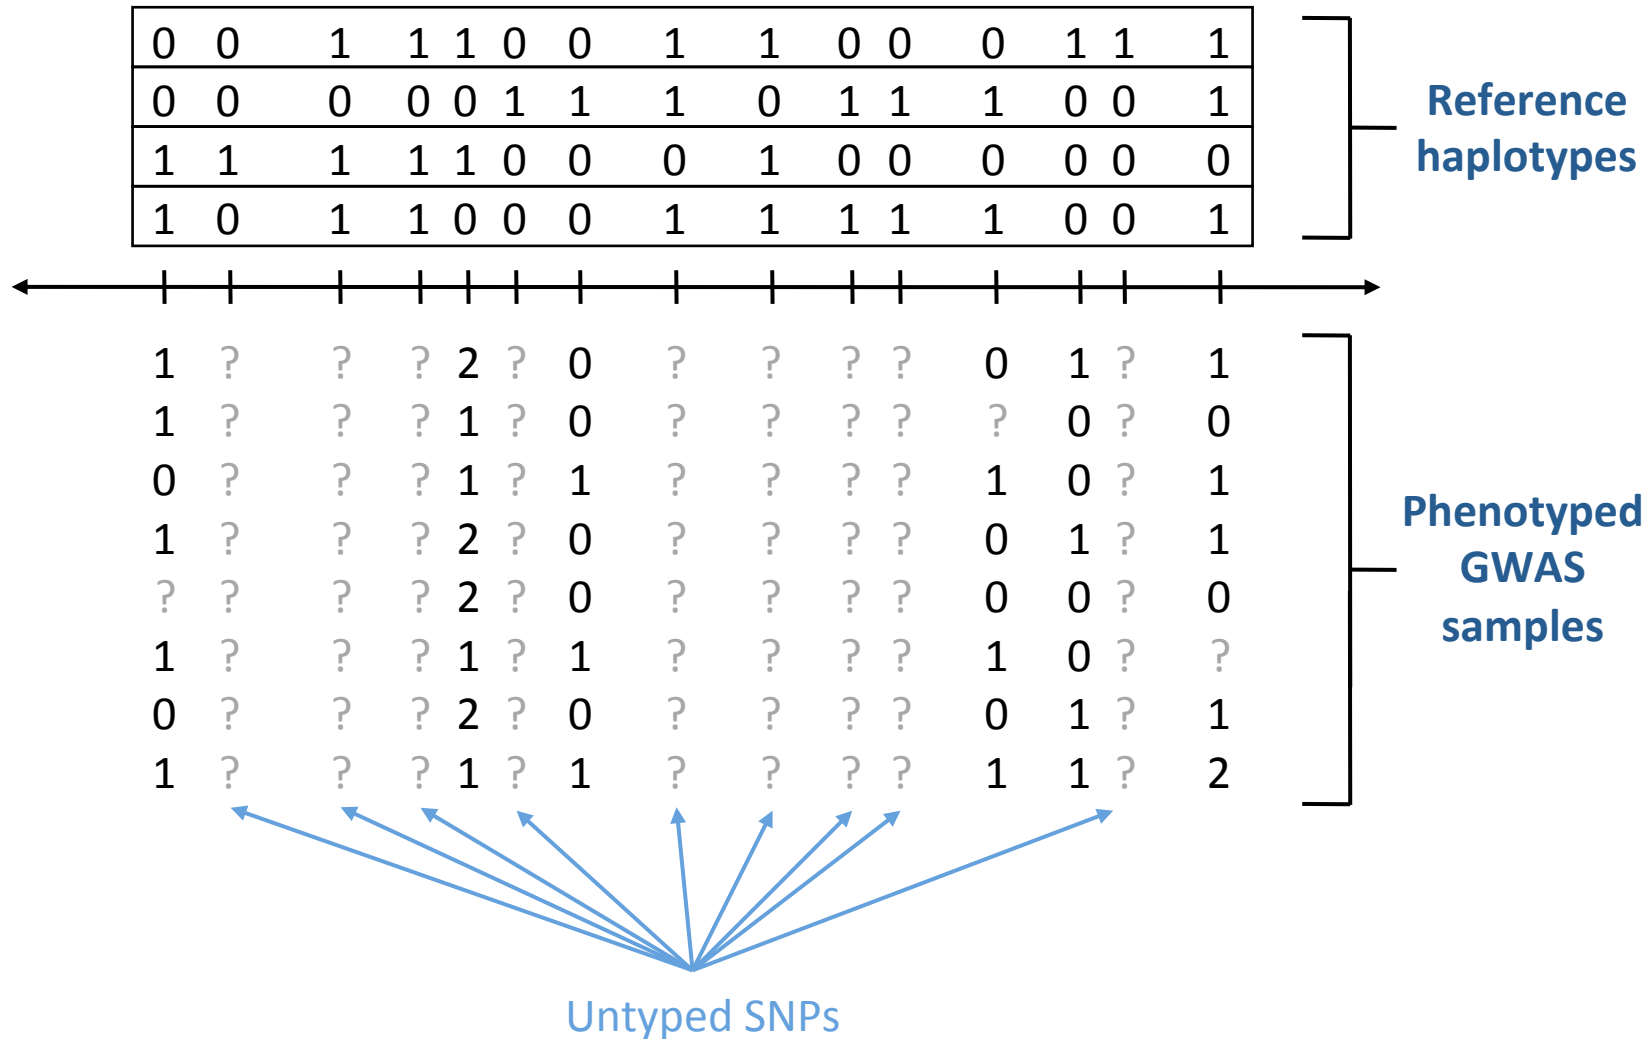 0 0 1 1 1 0 0 1 1 0 0 0 1 1 1
0 0 0 0 0 1 1 1 0 1 1 1 0 0 1
1 1 1 1 1 0 0 0 1 0 0 0 0 0 0
1 0 1 1 0 0 0 1 1 1 1 1 0 0 1
Reference
haplotypes
1 ? ? ? 2 ? 0 ? ? ? ? 0 1 ? 1
1 ? ? ? 1 ? 0 ? ? ? ? ? 0 ? 0
0 ? ? ? 1 ? 1 ? ? ? ? 1 0 ? 1
1 ? ? ? 2 ? 0 ? ? ? ? 0 1 ? 1
? ? ? ? 2 ? 0 ? ? ? ? 0 0 ? 0
1 ? ? ? 1 ? 1 ? ? ? ? 1 0 ? ?
0 ? ? ? 2 ? 0 ? ? ? ? 0 1 ? 1
1 ? ? ? 1 ? 1 ? ? ? ? 1 1 ? 2
Phenotyped
GWAS
samples
Untyped SNPs